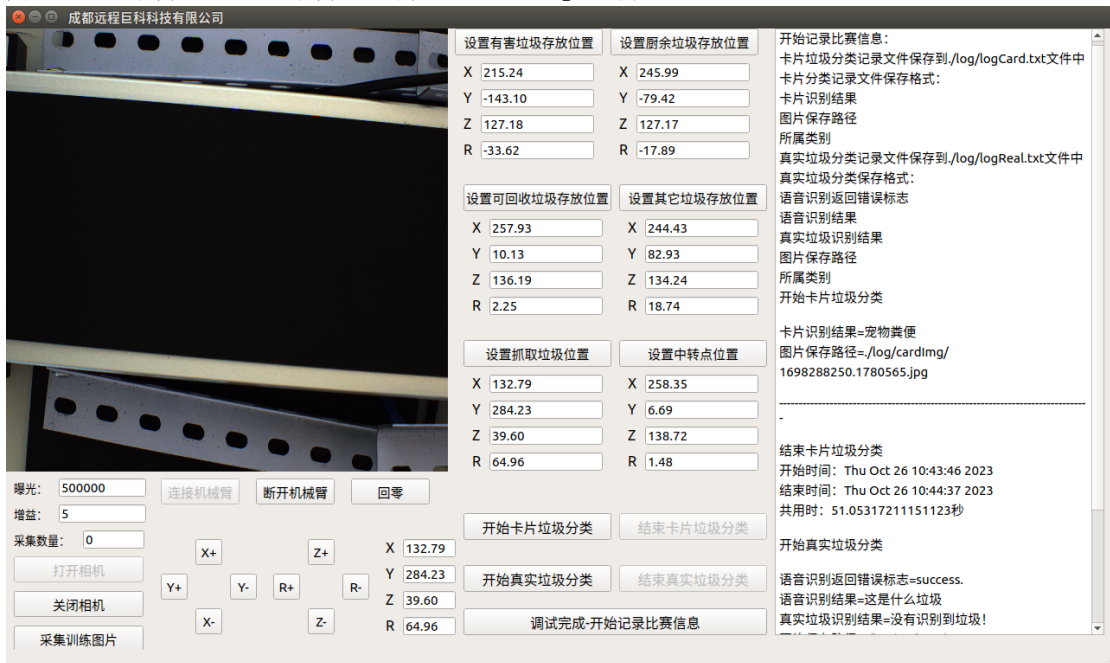 成都远程巨科科技有限公司
设置有害垃圾存放位置 设置厨余垃圾存放位置
X 215.24 X 245.99
Y -143.10 Y -79.42
Z 127.18 Z 127.17
R -33.62 R -17.89
设置可回收垃圾存放位置 设置其它垃圾存放位置
X 257.93 X 244.43
Y 10.13 Y 82.93
Z 136.19 Z 134.24
R 2.25 R 18.74
设置抓取垃圾位置 设置中转点位置
X 132.79 X 258.35
Y 284.23 Y 6.69
Z 39.60 Z 138.72
R 64.96 R 1.48
曝光: 500000 连接机械臂 断开机械臂 回零
增益: 5
采集数量: 0
打开相机
关闭相机
采集训练图片
X+ Z+
Y+ Y- R+ R-
X- Z-
X 132.79
Y 284.23
Z 39.60
R 64.96
开始卡片垃圾分类 结束卡片垃圾分类
开始真实垃圾分类 结束真实垃圾分类
调试完成-开始记录比赛信息
开始记录比赛信息：
卡片垃圾分类记录文件保存到./log/logCard.txt文件中
卡片分类记录文件保存格式：
卡片识别结果
图片保存路径
所属类别
真实垃圾分类记录文件保存到./log/logReal.txt文件中
真实垃圾分类保存格式：
语音识别返回错误标志
语音识别结果
真实垃圾识别结果
图片保存路径
所属类别
开始卡片垃圾分类
卡片识别结果=宠物粪便
图片保存路径=./log/cardImg/
1698288250.1780565.jpg
--------------------------------------------------------------------------------
-
结束卡片垃圾分类
开始时间：Thu Oct 26 10:43:46 2023
结束时间：Thu Oct 26 10:44:37 2023
共用时：51.05317211151123秒
开始真实垃圾分类
语音识别返回错误标志=success.
语音识别结果=这是什么垃圾
真实垃圾识别结果=没有识别到垃圾！